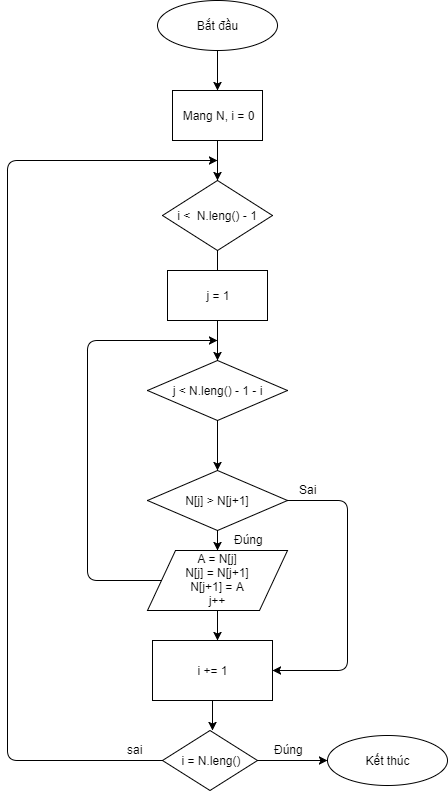 Bắt đầu
Mang N, i = 0
i < N.leng() - 1
j = 1
j < N.leng() - 1 - i
N[j] > N[j+1]
Sai
Đúng
A = N[j]
N[j] = N[j+1]
N[j+1] = A
j++
i += 1
sai
i = N.leng()
Đúng
Kết thúc